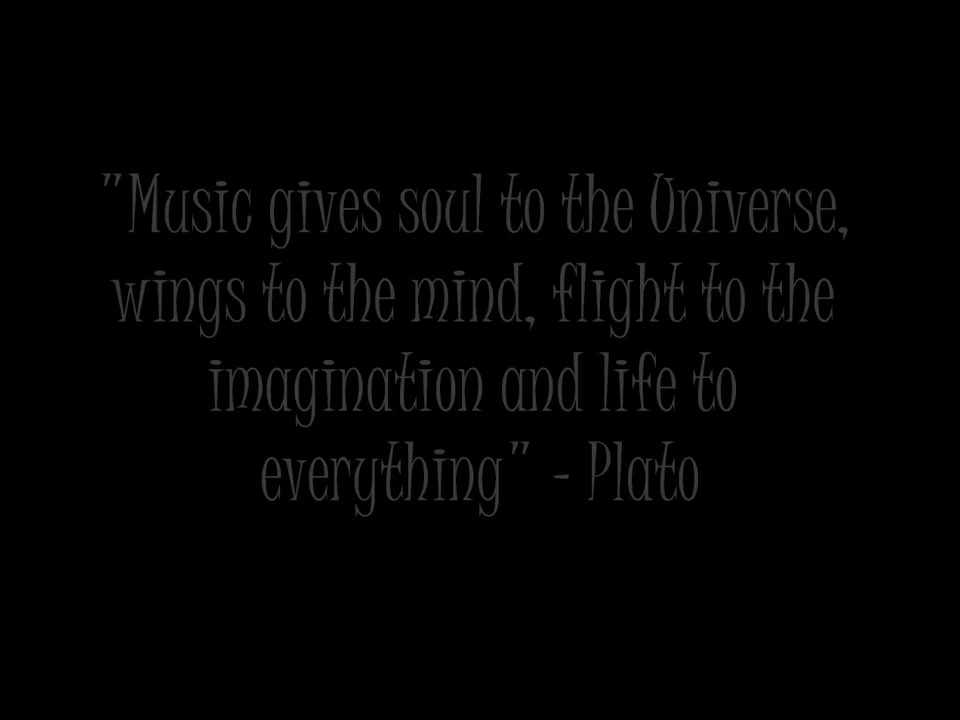 "Music gives soul to the Universe,
wings to the mind, flight to the
imagination and life to
everything" - Plato